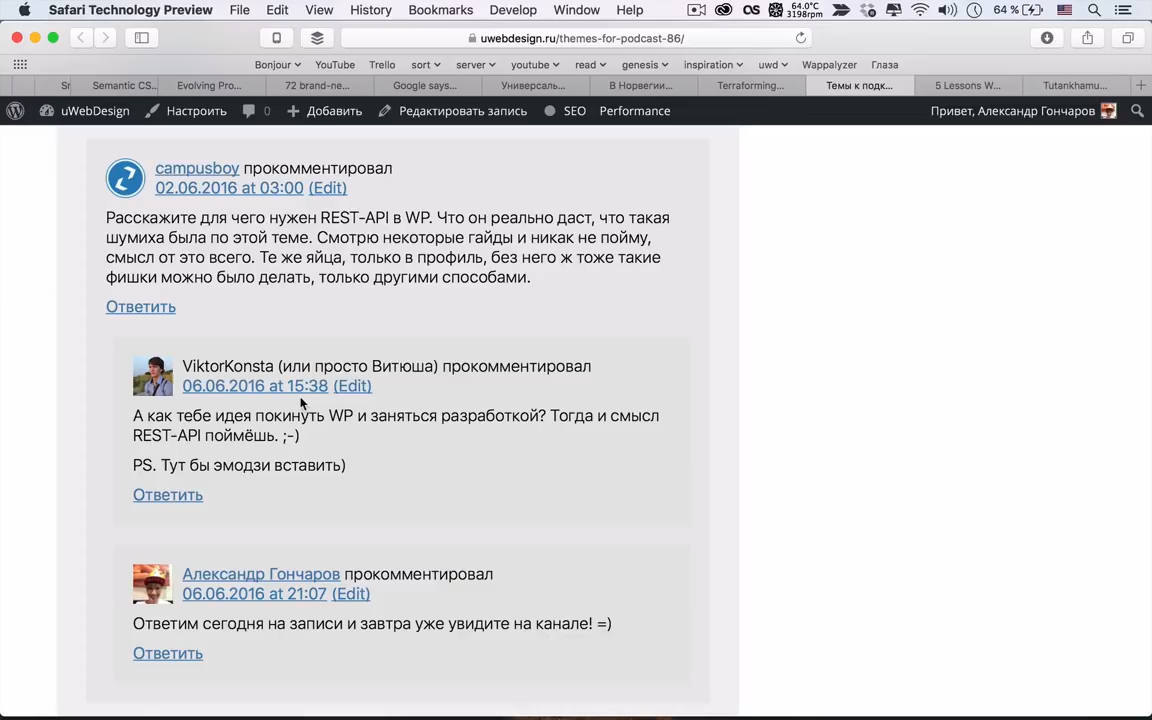 Safari Technology Preview File Edit View History Bookmarks Develop Window Help 64.0°C 3198rpm 64 %
uwebdesign.ru/themes-for-podcast-86/
Bonjour YouTube Trello sort server youtube read genesis inspiration uwd Wappalyzer Глаза
Sr Semantic CS... Evolving Pro... 72 brand-ne... Google says... Универсаль... В Норвегии... Terraforming... Темы к подк... 5 Lessons W... Tutankhamu...
uWebDesign Настроить 0 Добавить Редактировать запись SEO Performance Привет, Александр Гончаров
campusboy прокомментировал
02.06.2016 at 03:00 (Edit)
Расскажите для чего нужен REST-API в WP. Что он реально даст, что такая
шумиха была по этой теме. Смотрю некоторые гайды и никак не пойму,
смысл от это всего. Те же яйца, только в профиль, без него ж тоже такие
фишки можно было делать, только другими способами.
Ответить
ViktorKonsta (или просто Витюша) прокомментировал
06.06.2016 at 15:38 (Edit)
А как тебе идея покинуть WP и заняться разработкой? Тогда и смысл
REST-API поймёшь. ;-)
PS. Тут бы эмодзи вставить)
Ответить
Александр Гончаров прокомментировал
06.06.2016 at 21:07 (Edit)
Ответим сегодня на записи и завтра уже увидите на канале! =)
Ответить